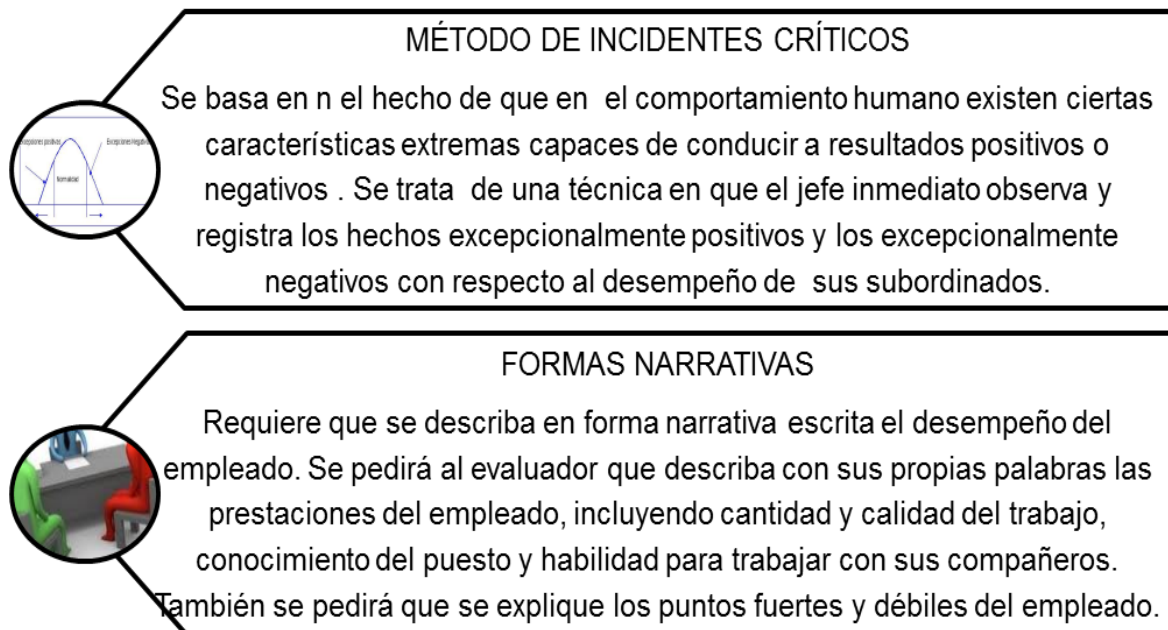 MÉTODO DE INCIDENTES CRÍTICOS
Se basa en n el hecho de que en el comportamiento humano existen ciertas
características extremas capaces de conducir a resultados positivos o
negativos . Se trata de una técnica en que el jefe inmediato observa y
registra los hechos excepcionalmente positivos y los excepcionalmente
negativos con respecto al desempeño de sus subordinados.
Normalidad
FORMAS NARRATIVAS
Requiere que se describa en forma narrativa escrita el desempeño del
empleado. Se pedirá al evaluador que describa con sus propias palabras las
prestaciones del empleado, incluyendo cantidad y calidad del trabajo,
conocimiento del puesto y habilidad para trabajar con sus compañeros.
También se pedirá que se explique los puntos fuertes y débiles del empleado.